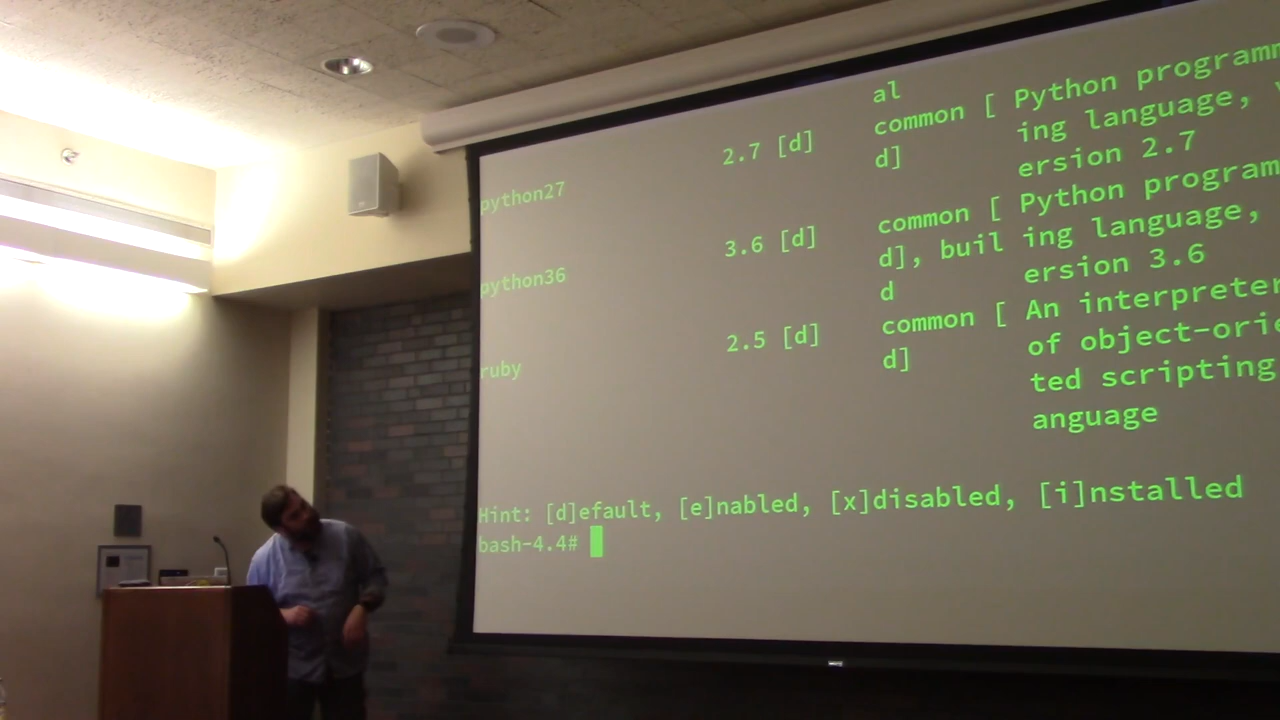 al
2.7 [d] common [ Python programm
d] ing language, v
python27 ersion 2.7
common [ Python program
3.6 [d] d], buil ing language,
python36 d ersion 3.6
common [ An interpreter
2.5 [d] d] of object-orie
ruby ted scripting
anguage
Hint: [d]efault, [e]nabled, [x]disabled, [i]nstalled
bash-4.4#